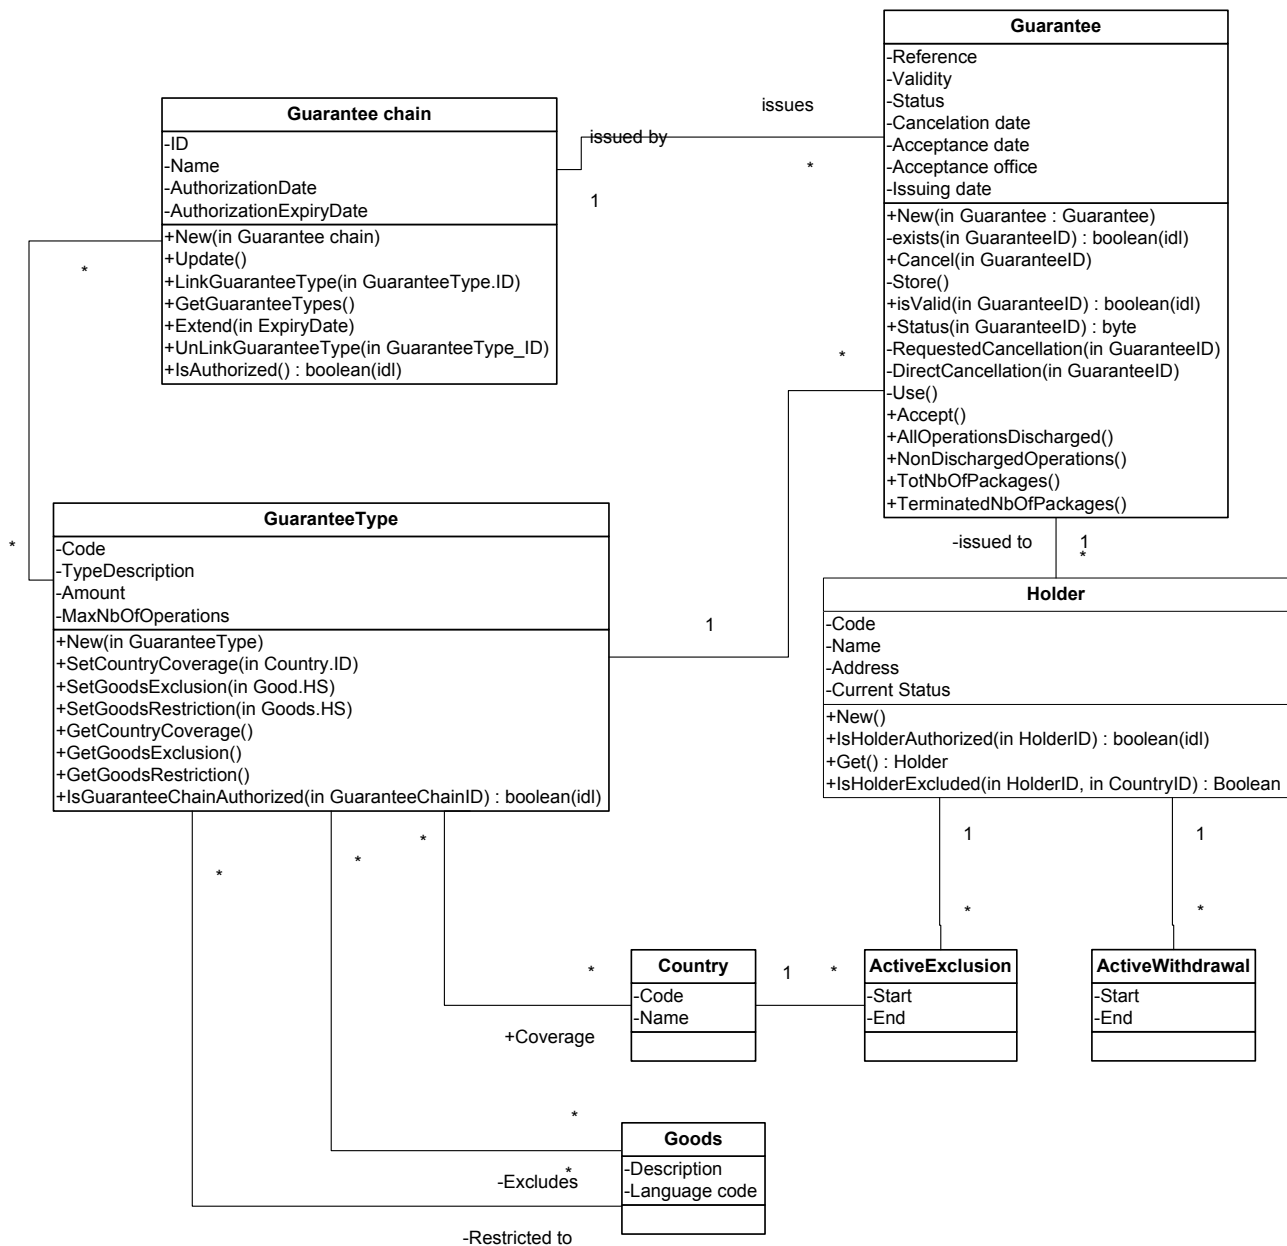 Guarantee
-Reference
-Validity
-Status
-Cancelation date
-Acceptance date
-Acceptance office
-Issuing date
+New(in Guarantee : Guarantee)
-exists(in GuaranteeID) : boolean(idl)
+Cancel(in GuaranteeID)
-Store()
+isValid(in GuaranteeID) : boolean(idl)
+Status(in GuaranteeID) : byte
-RequestedCancellation(in GuaranteeID)
-DirectCancellation(in GuaranteeID)
-Use()
+Accept()
+AllOperationsDischarged()
+NonDischargedOperations()
+TotNbOfPackages()
+TerminatedNbOfPackages()
issues
*
issued by
1
Guarantee chain
-ID
-Name
-AuthorizationDate
-AuthorizationExpiryDate
+New(in Guarantee chain)
+Update()
+LinkGuaranteeType(in GuaranteeType.ID)
+GetGuaranteeTypes()
+Extend(in ExpiryDate)
+UnLinkGuaranteeType(in GuaranteeType_ID)
+IsAuthorized() : boolean(idl)
*
*
*
1
GuaranteeType
-Code
-TypeDescription
-Amount
-MaxNbOfOperations
+New(in GuaranteeType)
+SetCountryCoverage(in Country.ID)
+SetGoodsExclusion(in Good.HS)
+SetGoodsRestriction(in Goods.HS)
+GetCountryCoverage()
+GetGoodsExclusion()
+GetGoodsRestriction()
+IsGuaranteeChainAuthorized(in GuaranteeChainID) : boolean(idl)
-issued to
1
*
Holder
-Code
-Name
-Address
-Current Status
+New()
+IsHolderAuthorized(in HolderID) : boolean(idl)
+Get() : Holder
+IsHolderExcluded(in HolderID, in CountryID) : Boolean
1
1
*
*
*
*
*
*
+Coverage
Country
-Code
-Name
1
*
ActiveExclusion
-Start
-End
ActiveWithdrawal
-Start
-End
*
-Excludes
*
-Restricted to
Goods
-Description
-Language code